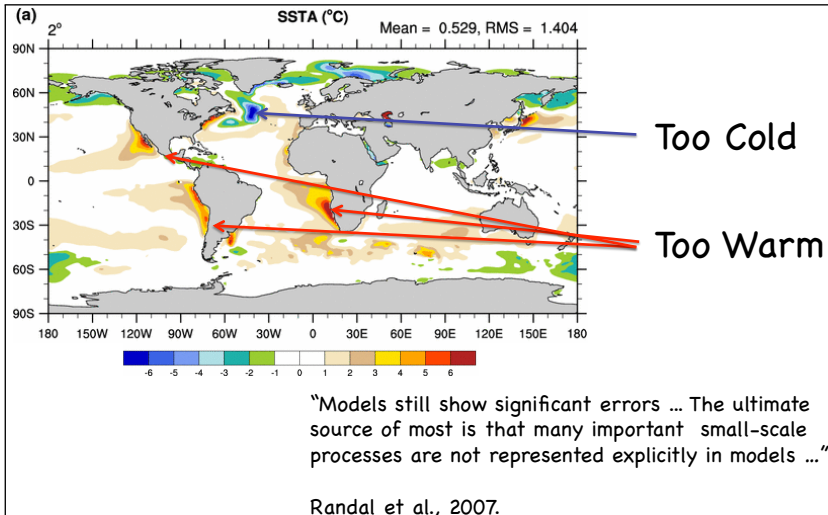 (a)
SSTA (°C)
2°
Mean = 0.529, RMS = 1.404
90N
60N
30N
0
30S
60S
90S
180 150W 120W 90W 60W 30W 0 30E 60E 90E 120E 150E 180
-6 -5 -4 -3 -2 -1 0 1 2 3 4 5 6
Too Cold
Too Warm
“Models still show significant errors ... The ultimate
source of most is that many important small-scale
processes are not represented explicitly in models ...”
Randal et al., 2007.